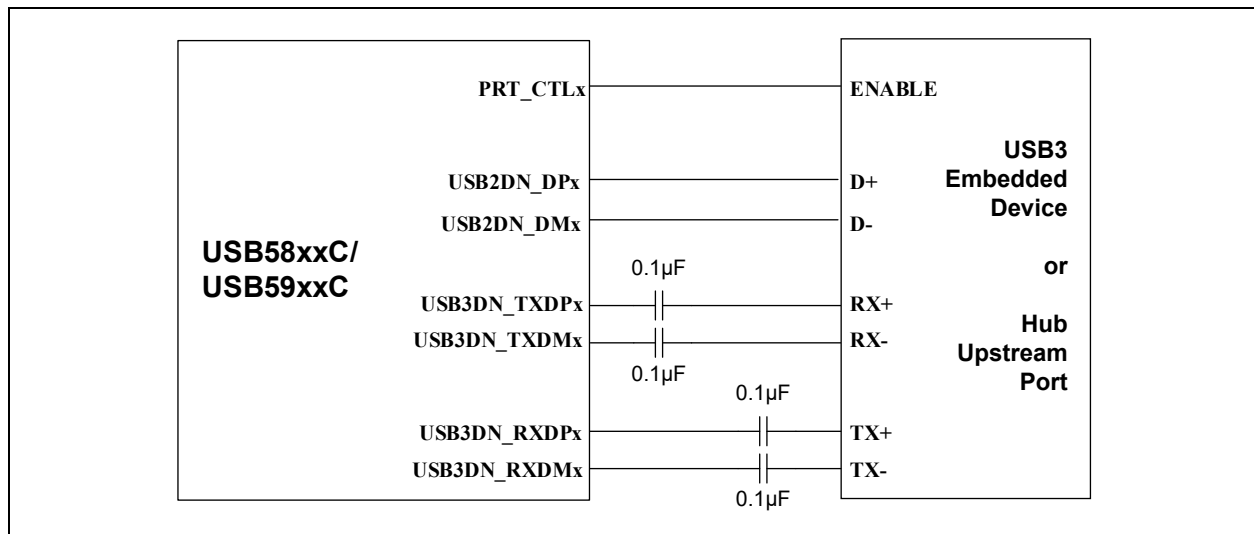 PRT_CTLx
ENABLE
USB3
Embedded
Device
or
Hub
Upstream
Port
USB2DN_DPx
D+
USB2DN_DMx
D-
USB58xxC/
USB59xxC
0.1µF
USB3DN_TXDPx
RX+
USB3DN_TXDMx
RX-
0.1µF
0.1µF
USB3DN_RXDPx
TX+
USB3DN_RXDMx
TX-
0.1µF